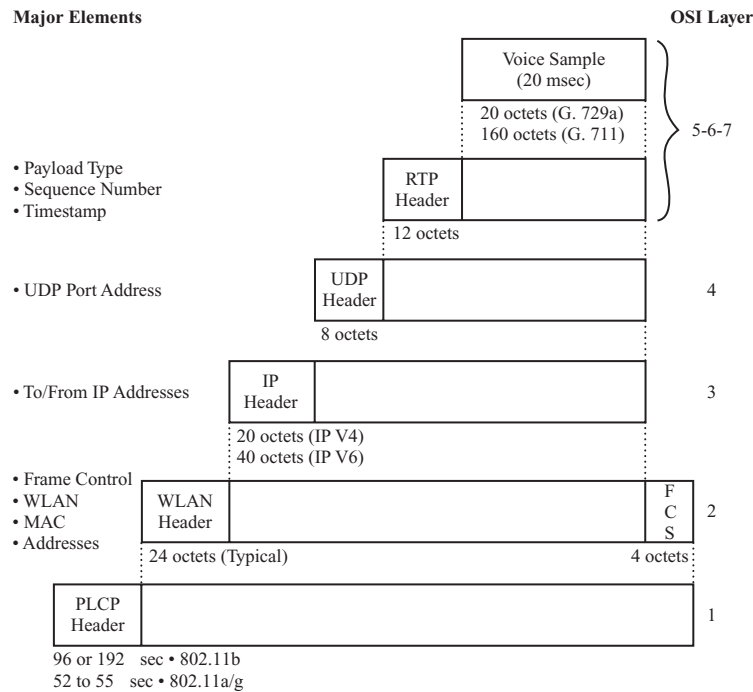 Major Elements
OSI Layer
Voice Sample
(20 msec)
20 octets (G. 729a)
160 octets (G. 711)
5-6-7
• Payload Type
• Sequence Number
• Timestamp
RTP
Header
12 octets
• UDP Port Address
UDP
Header
4
8 octets
• To/From IP Addresses
IP
Header
3
20 octets (IP V4)
40 octets (IP V6)
• Frame Control
• WLAN
• MAC
• Addresses
WLAN
Header
F
C
S
2
24 octets (Typical)
4 octets
PLCP
Header
1
96 or 192 sec • 802.11b
52 to 55 sec • 802.11a/g